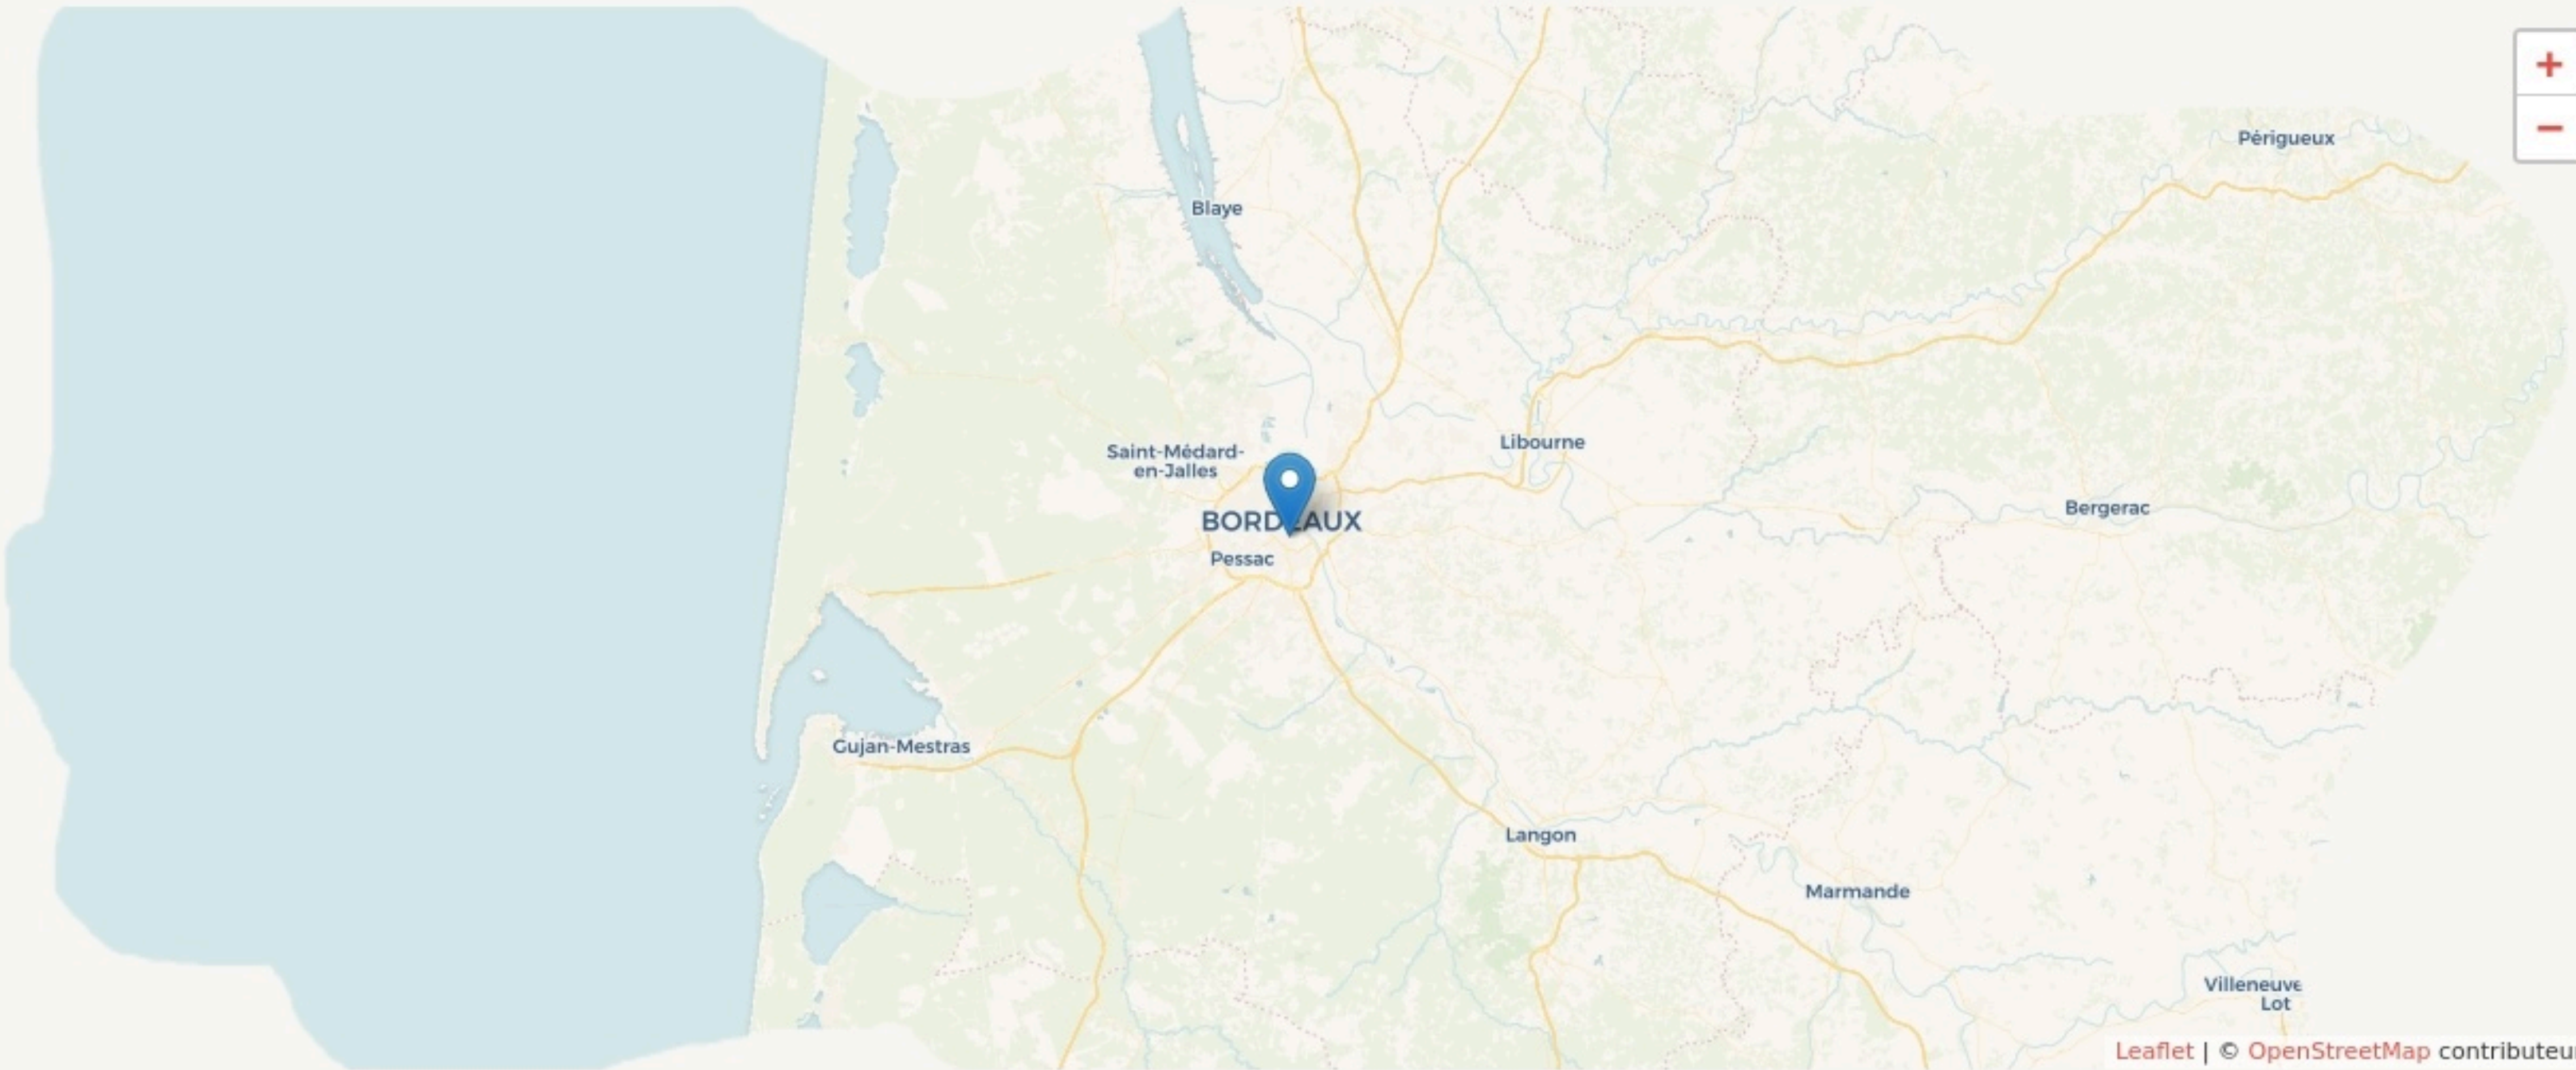 +
−
Périgueux
Blaye
Libourne
Saint-Médard-
en-Jalles
BORDEAUX
Bergerac
Pessac
Gujan-Mestras
Langon
Marmande
Villeneuve
Lot
Leaflet | © OpenStreetMap contributeu